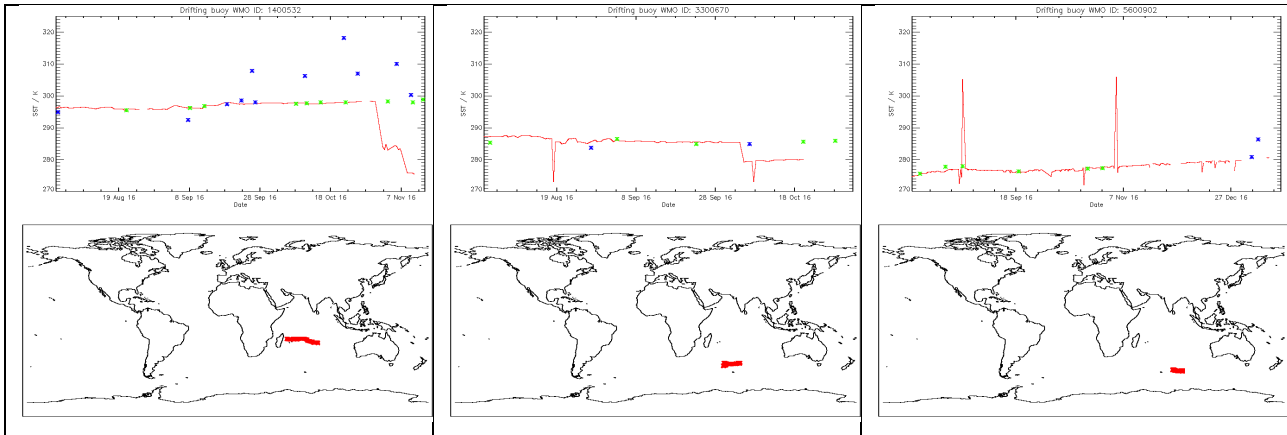 Drifting buoy WMO ID: 1400532
320
310
300
290
280
270
SST / K
19 Aug 16
8 Sep 16
28 Sep 16
18 Oct 16
7 Nov 16
Date
Drifting buoy WMO ID: 3300670
320
310
300
290
280
270
SST / K
19 Aug 16
8 Sep 16
28 Sep 16
18 Oct 16
Date
Drifting buoy WMO ID: 5600902
320
310
300
290
280
270
SST / K
18 Sep 16
7 Nov 16
27 Dec 16
Date